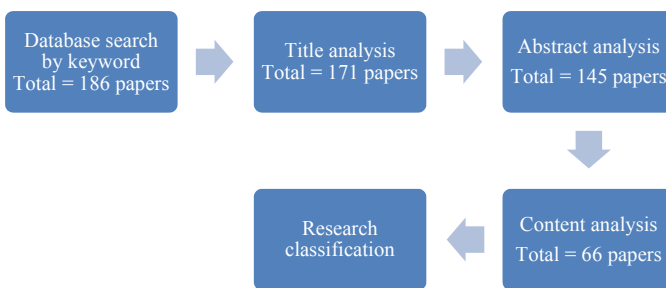 Database search
by keyword
Total = 186 papers
Title analysis
Total = 171 papers
Abstract analysis
Total = 145 papers
Content analysis
Total = 66 papers
Research
classification